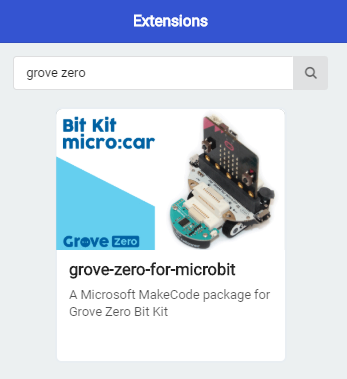 Extensions
grove zero
Bit Kit
micro:car
Grove Zero
grove-zero-for-microbit
A Microsoft MakeCode package for
Grove Zero Bit Kit